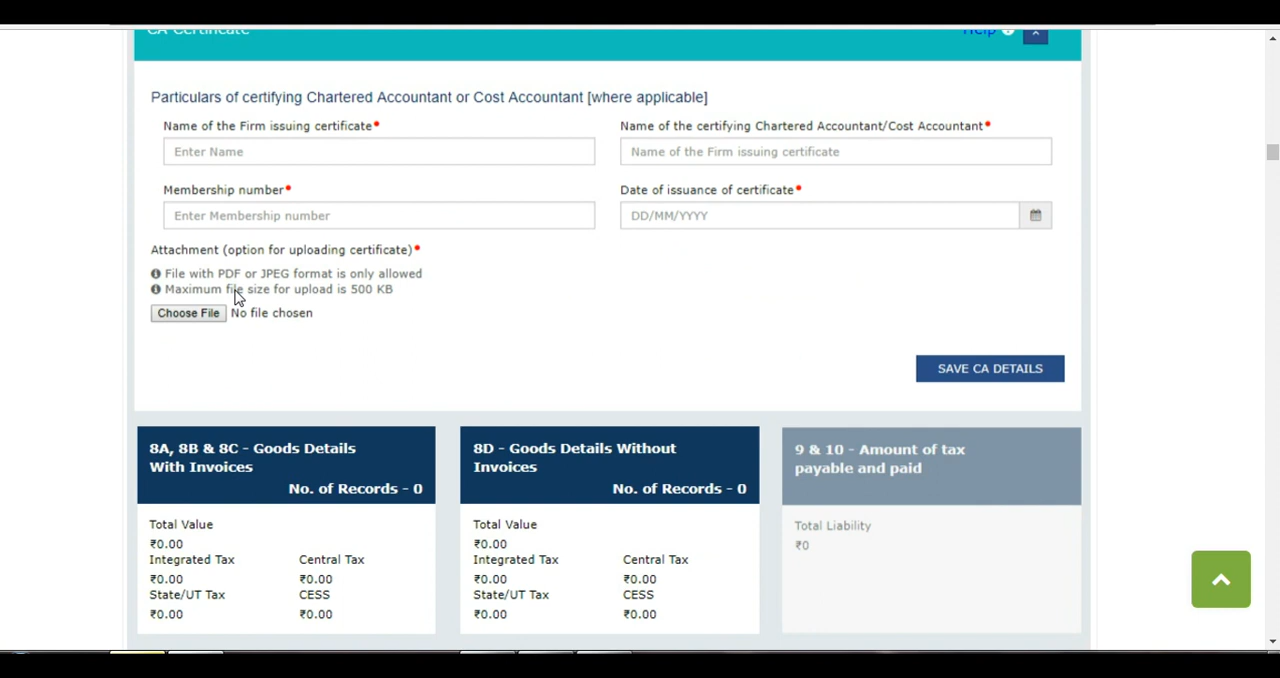 CA Certificate Help
Particulars of certifying Chartered Accountant or Cost Accountant [where applicable]
Name of the Firm issuing certificate• Name of the certifying Chartered Accountant/Cost Accountant•
Enter Name Name of the Firm issuing certificate
Membership number• Date of issuance of certificate•
Enter Membership number DD/MM/YYYY
Attachment (option for uploading certificate)•
File with PDF or JPEG format is only allowed
Maximum file size for upload is 500 KB
Choose File No file chosen
SAVE CA DETAILS
8A, 8B & 8C - Goods Details
With Invoices
No. of Records - 0
Total Value
₹0.00
Integrated Tax Central Tax
₹0.00 ₹0.00
State/UT Tax CESS
₹0.00 ₹0.00
8D - Goods Details Without
Invoices
No. of Records - 0
Total Value
₹0.00
Integrated Tax Central Tax
₹0.00 ₹0.00
State/UT Tax CESS
₹0.00 ₹0.00
9 & 10 - Amount of tax
payable and paid
Total Liability
₹0